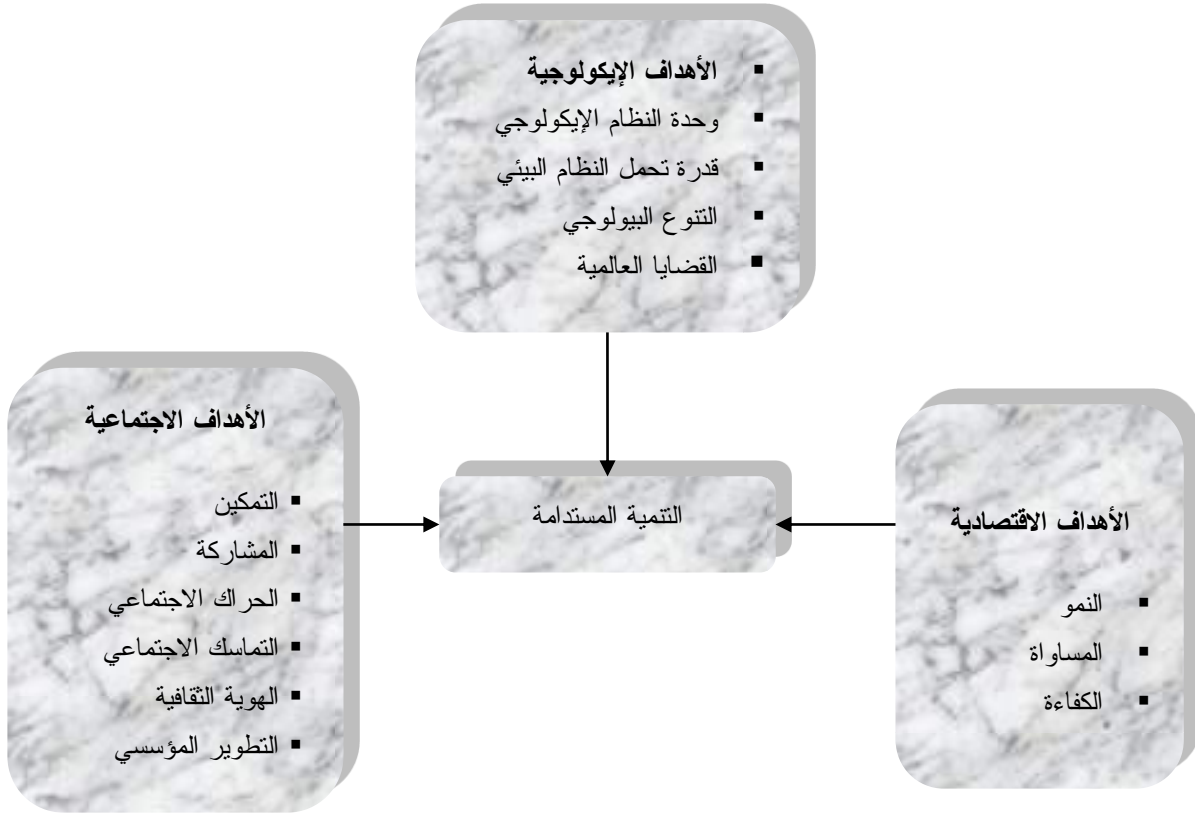 ▪ الأهداف الإيكولوجية
▪ وحدة النظام الإيكولوجي
▪ قدرة تحمل النظام البيئي
▪ التنوع البيولوجي
▪ القضايا العالمية
الأهداف الاقتصادية
▪ النمو
▪ المساواة
▪ الكفاءة
التنمية المستدامة
الأهداف الاجتماعية
▪ التمكين
▪ المشاركة
▪ الحراك الاجتماعي
▪ التماسك الاجتماعي
▪ الهوية الثقافية
▪ التطوير المؤسسي